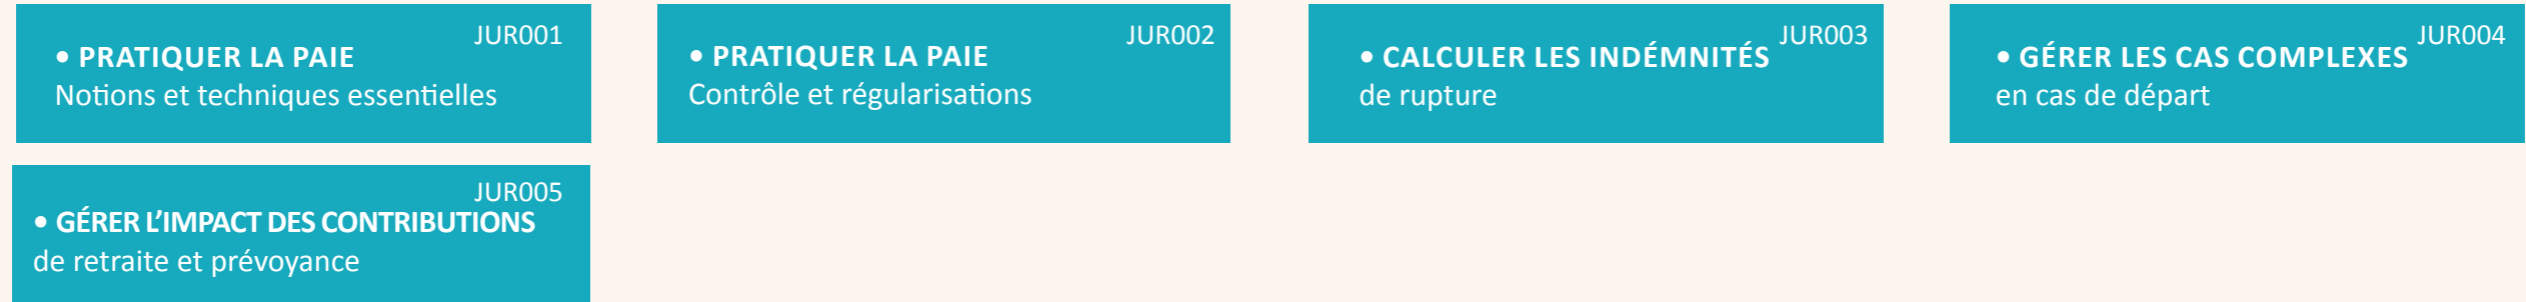 JUR001
• PRATIQUER LA PAIE
Notions et techniques essentielles
JUR002
• PRATIQUER LA PAIE
Contrôle et régularisations
JUR003
• CALCULER LES INDÉMNITÉS
de rupture
JUR004
• GÉRER LES CAS COMPLEXES
en cas de départ
JUR005
• GÉRER L’IMPACT DES CONTRIBUTIONS
de retraite et prévoyance